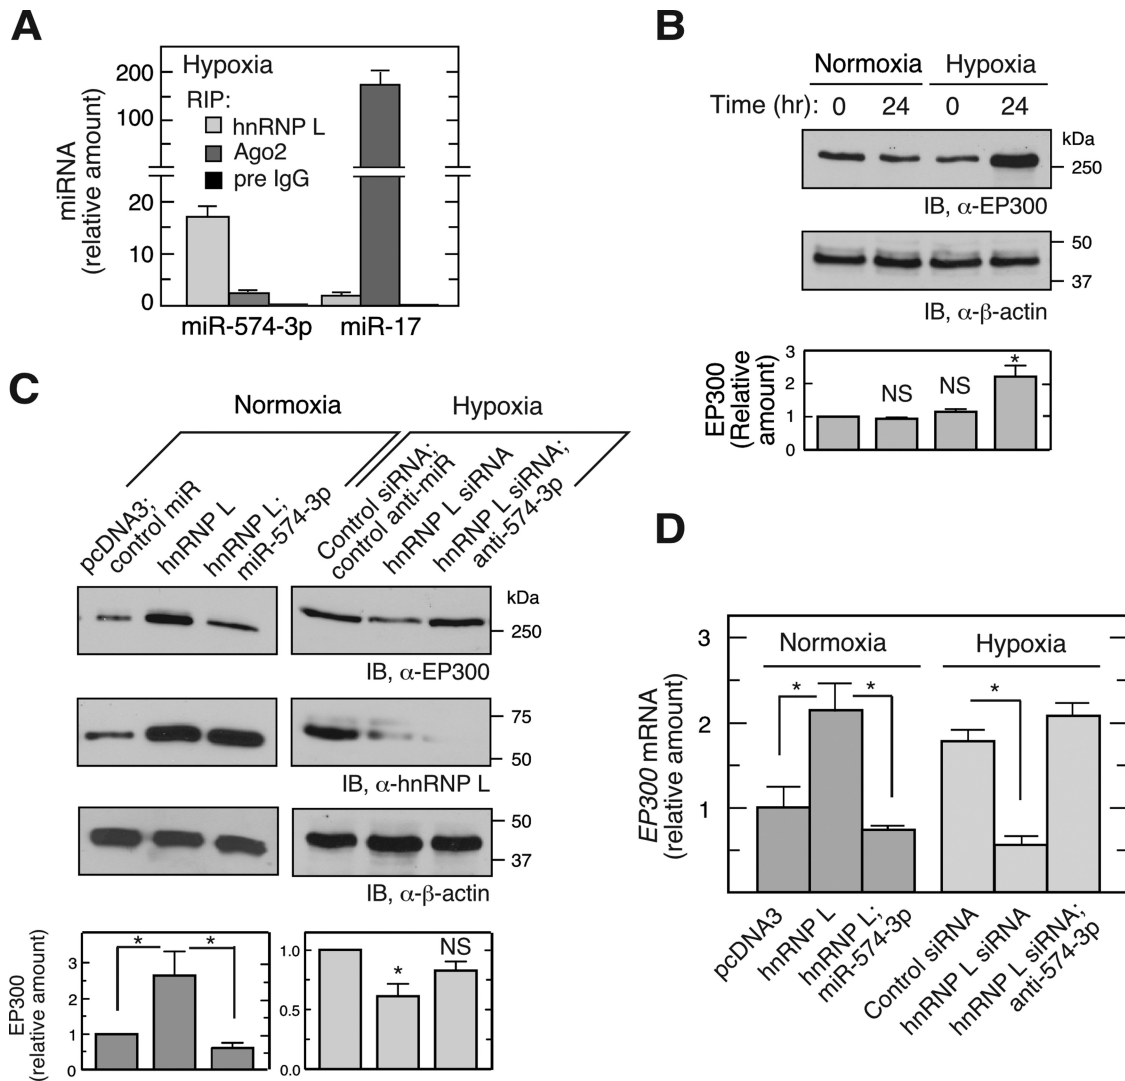 A
miRNA
(relative amount)
200
100
20
10
0
Hypoxia
RIP:
hnRNP L
Ago2
pre IgG
miR-574-3p
miR-17
B
Normoxia
Hypoxia
Time (hr): 0 24 0 24
kDa
250
IB, α-EP300
50
37
IB, α-β-actin
EP300
(Relative
amount)
3
2
1
0
NS
NS
*
C
Normoxia
Hypoxia
pcDNA3;
control miR
hnRNP L
hnRNP L;
miR-574-3p
Control siRNA;
control anti-miR
hnRNP L siRNA
hnRNP L siRNA;
anti-574-3p
kDa
250
IB, α-EP300
75
50
IB, α-hnRNP L
50
37
IB, α-β-actin
EP300
(relative amount)
3
2
1
0
*
*
1.0
0.5
0.0
*
NS
D
EP300 mRNA
(relative amount)
3
2
1
Normoxia
Hypoxia
*
*
*
pcDNA3
hnRNP L
hnRNP L;
miR-574-3p
Control siRNA
hnRNP L siRNA
hnRNP L siRNA;
anti-574-3p